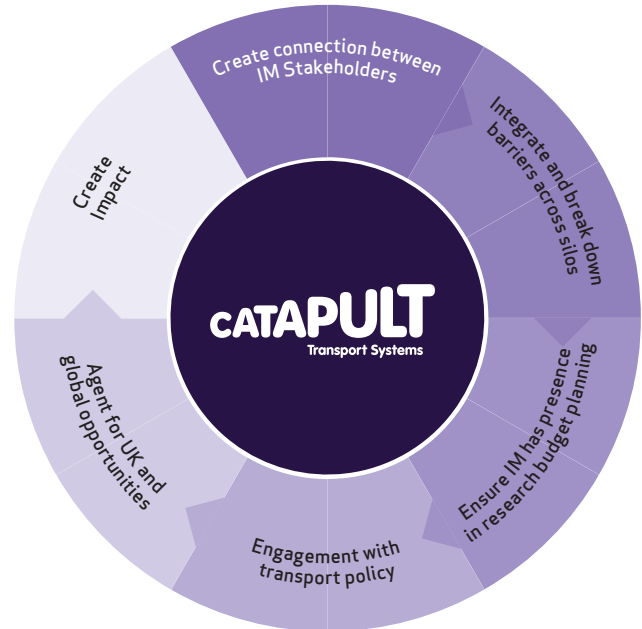 Create connection between
IM Stakeholders
Integrate and break down
barriers across silos
Ensure IM has presence
in research budget planning
Engagement with
transport policy
Agent for UK and
global opportunities
Create
Impact
CATAPULT
Transport Systems